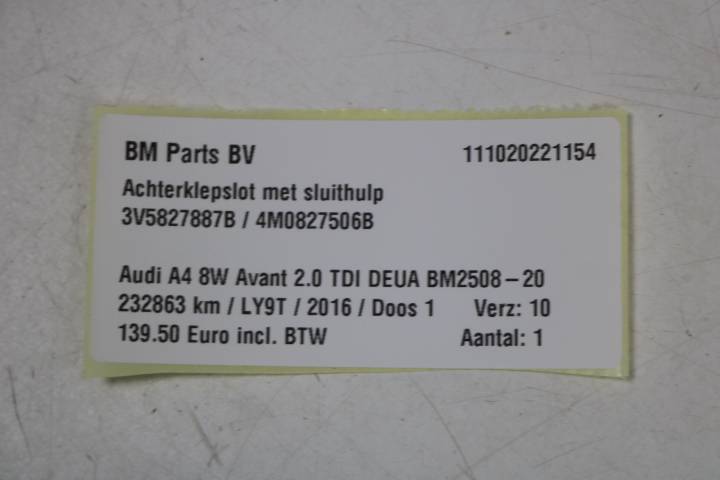 BM Parts BV 111020221154
Achterklepslot met sluithulp
3V5827887B / 4M0827506B
Audi A4 8W Avant 2.0 TDI DEUA BM2508-20
232863 km / LY9T / 2016 / Doos 1 Verz: 10
139.50 Euro incl. BTW Aantal: 1